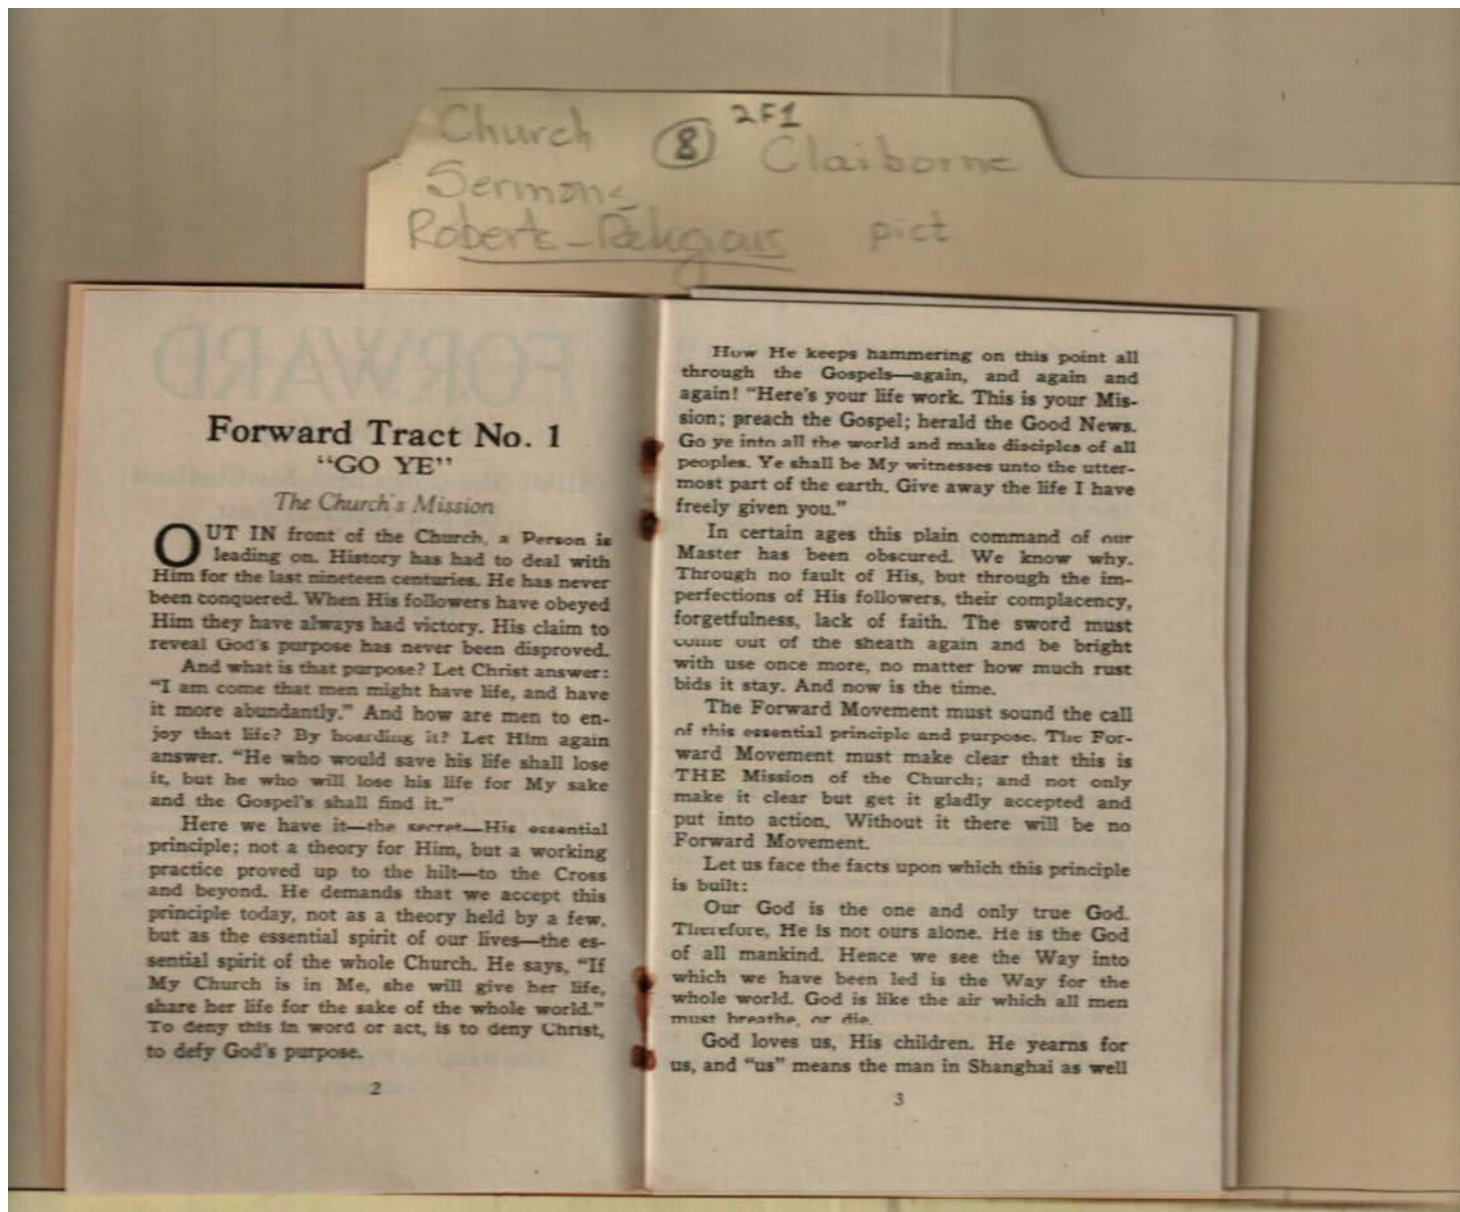 Church
Sermons
Roberts-Religious
8
2F1
Claiborne
pict
Forward Tract No. 1
“GO YE”
The Church's Mission
OUT IN front of the Church, a Person is
leading on. History has had to deal with
Him for the last nineteen centuries. He has never
been conquered. When His followers have obeyed
Him they have always had victory. His claim to
reveal God's purpose has never been disproved.
And what is that purpose? Let Christ answer:
“I am come that men might have life, and have
it more abundantly.” And how are men to en-
joy that life? By hoarding it? Let Him again
answer. “He who would save his life shall lose
it, but he who will lose his life for My sake
and the Gospel's shall find it.”
Here we have it—the secret—His essential
principle; not a theory for Him, but a working
practice proved up to the hilt—to the Cross
and beyond. He demands that we accept this
principle today, not as a theory held by a few,
but as the essential spirit of our lives—the es-
sential spirit of the whole Church. He says, “If
My Church is in Me, she will give her life,
share her life for the sake of the whole world.”
To deny this in word or act, is to deny Christ,
to defy God's purpose.
2
How He keeps hammering on this point all
through the Gospels—again, and again and
again! “Here's your life work. This is your Mis-
sion; preach the Gospel; herald the Good News.
Go ye into all the world and make disciples of all
peoples. Ye shall be My witnesses unto the utter-
most part of the earth. Give away the life I have
freely given you.”
In certain ages this plain command of our
Master has been obscured. We know why.
Through no fault of His, but through the im-
perfections of His followers, their complacency,
forgetfulness, lack of faith. The sword must
come out of the sheath again and be bright
with use once more, no matter how much rust
bids it stay. And now is the time.
The Forward Movement must sound the call
of this essential principle and purpose. The For-
ward Movement must make clear that this is
THE Mission of the Church; and not only
make it clear but get it gladly accepted and
put into action. Without it there will be no
Forward Movement.
Let us face the facts upon which this principle
is built:
Our God is the one and only true God.
Therefore, He is not ours alone. He is the God
of all mankind. Hence we see the Way into
which we have been led is the Way for the
whole world. God is like the air which all men
must breathe, or die.
God loves us, His children. He yearns for
us, and “us” means the man in Shanghai as well
3